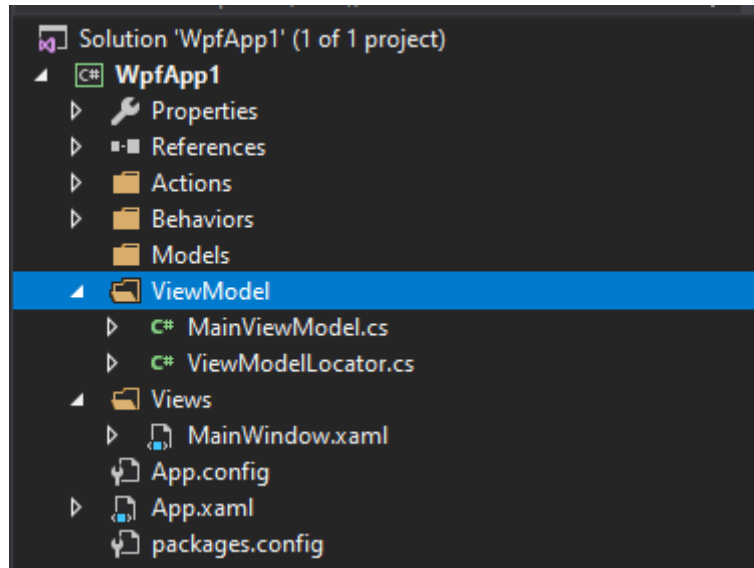 Solution 'WpfApp1' (1 of 1 project)
C# WpfApp1
Properties
References
Actions
Behaviors
Models
ViewModel
C# MainViewModel.cs
C# ViewModelLocator.cs
Views
MainWindow.xaml
App.config
App.xaml
packages.config